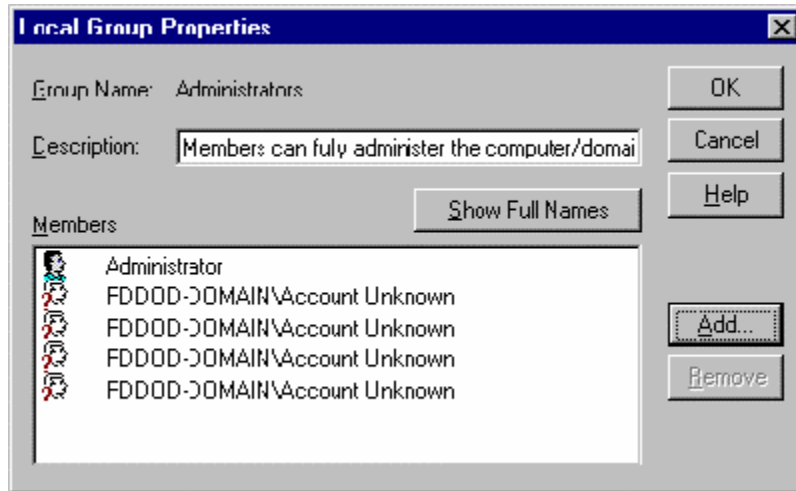 Local Group Properties
Group Name: Administrators
OK
Description: Members can fuly administer the computer/domai
Cancel
Show Full Names
Help
Members
Administrator
FDDOD-DOMAIN\Account Unknown
FDDOD-DOMAIN\Account Unknown
FDDOD-DOMAIN\Account Unknown
FDDOD-DOMAIN\Account Unknown
Add...
Remove